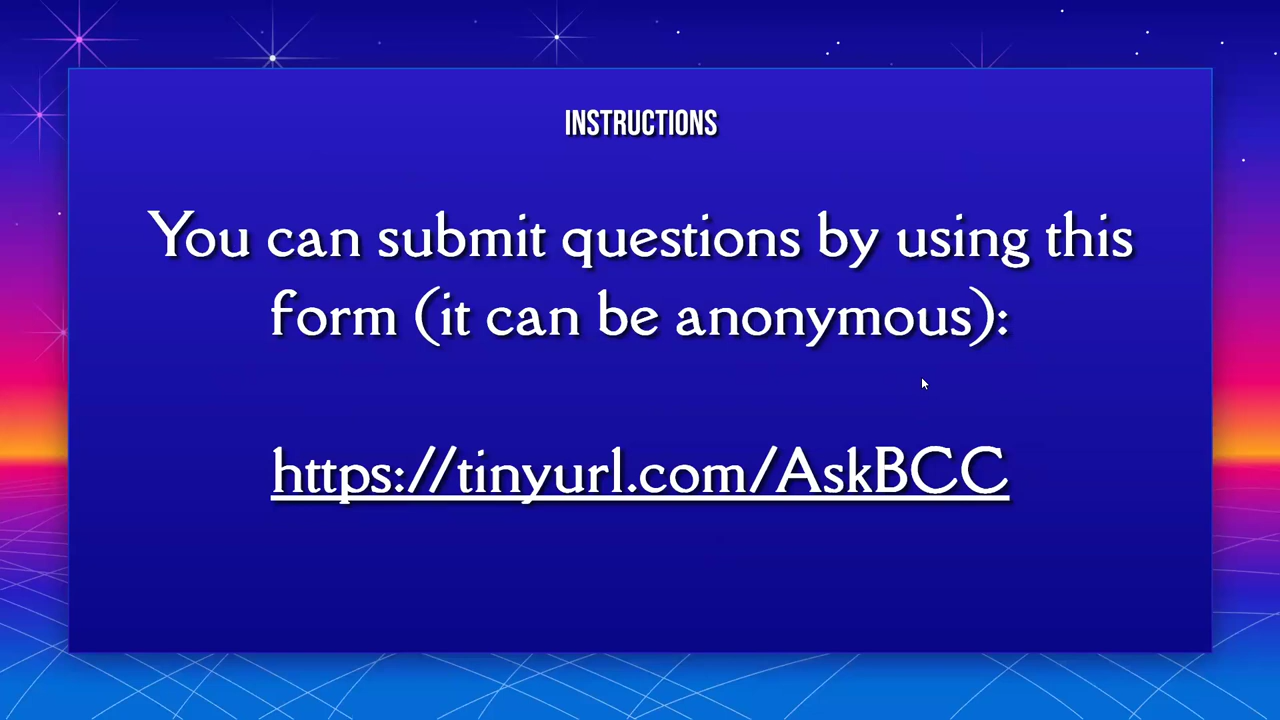 INSTRUCTIONS
You can submit questions by using this
form (it can be anonymous):
https://tinyurl.com/AskBCC